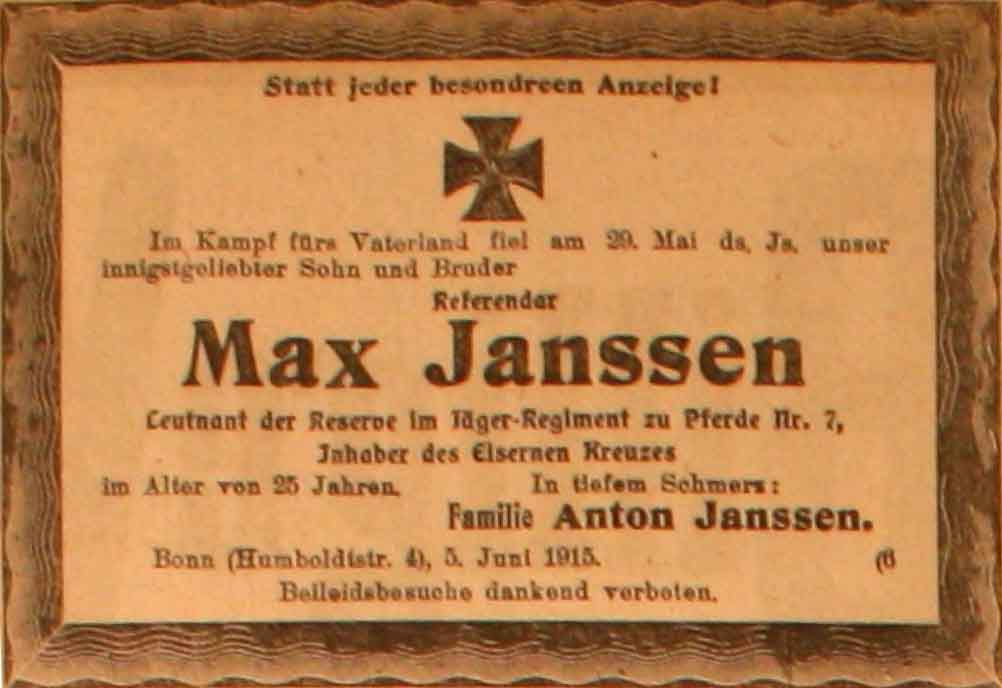 Statt jeder besondreen Anzeige!
Im Kampf fürs Vaterland fiel am 29. Mai ds. Js. unser
innigstgeliebter Sohn und Bruder
Referendar
Max Janssen
Leutnant der Reserve im Jäger-Regiment zu Pferde Nr. 7,
Inhaber des Eisernen Kreuzes
im Alter von 25 Jahren. In tiefem Schmerz:
Familie Anton Janssen.
Bonn (Humboldtstr. 4), 5. Juni 1915. (6
Beileidsbesuche dankend verbeten.